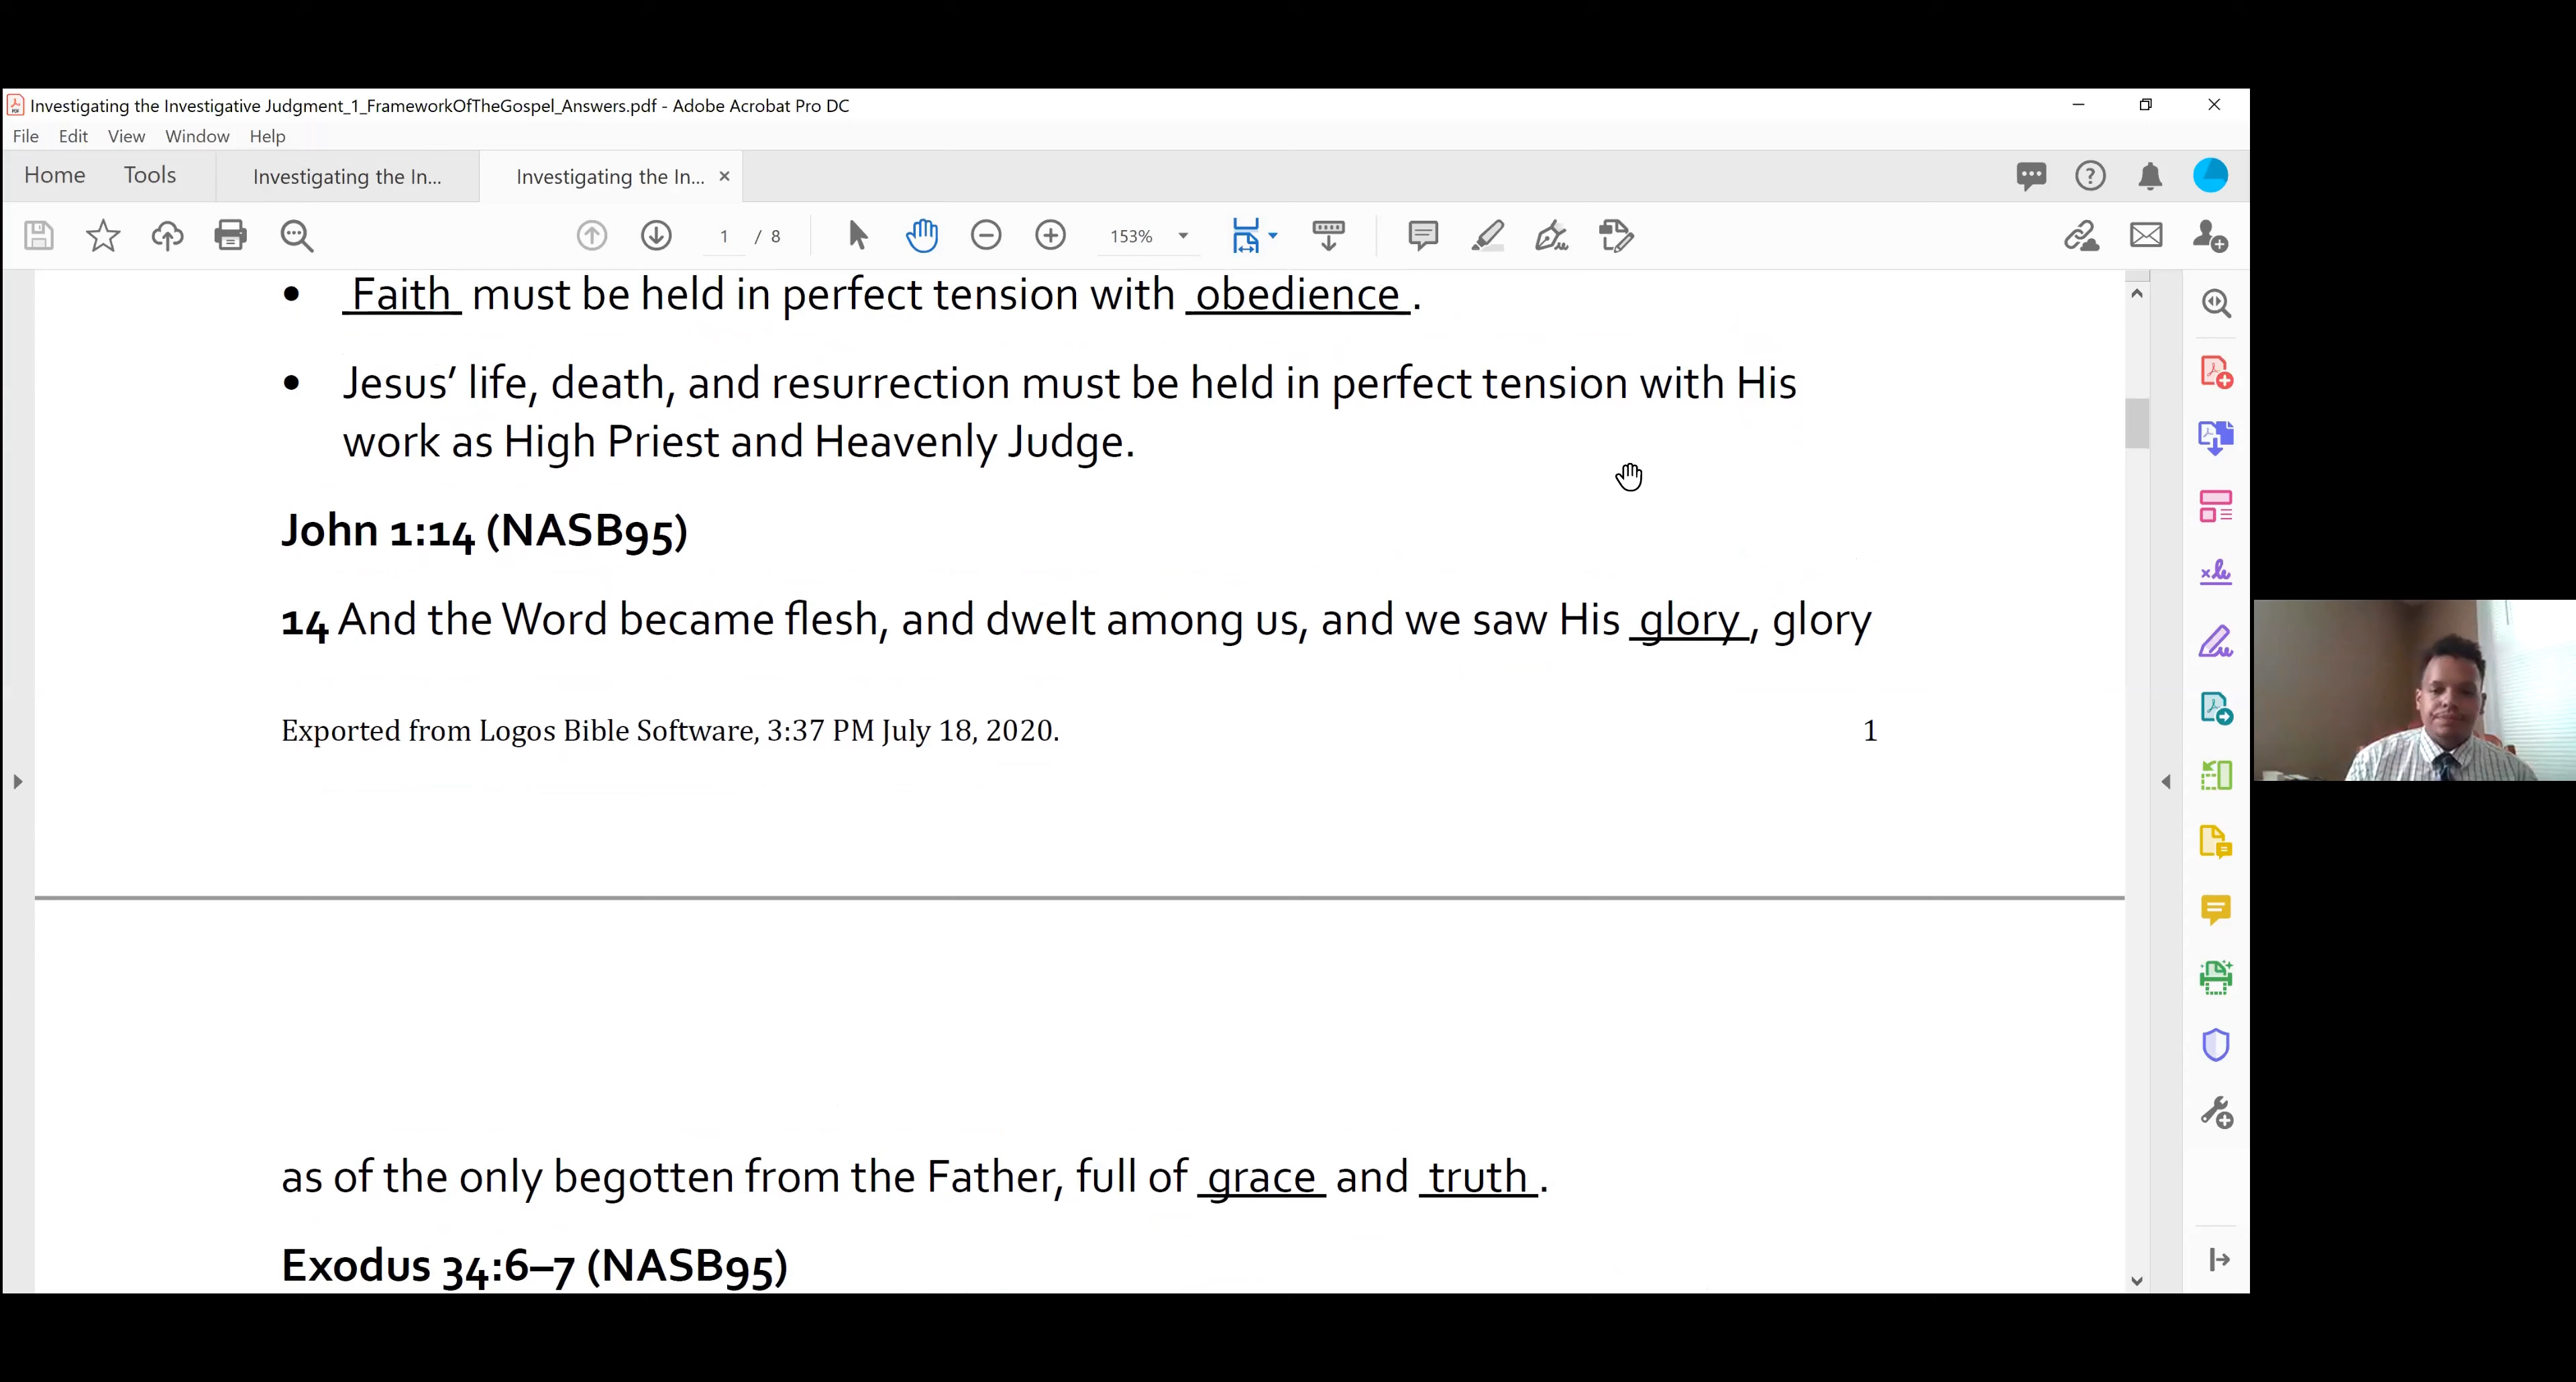 Investigating the Investigative Judgment_1_FrameworkOfTheGospel_Answers.pdf - Adobe Acrobat Pro DC
File Edit View Window Help
Home Tools Investigating the In... Investigating the In...
1 / 8 153%
• Faith must be held in perfect tension with obedience.
• Jesus’ life, death, and resurrection must be held in perfect tension with His
work as High Priest and Heavenly Judge.
John 1:14 (NASB95)
14 And the Word became flesh, and dwelt among us, and we saw His glory, glory
Exported from Logos Bible Software, 3:37 PM July 18, 2020. 1
as of the only begotten from the Father, full of grace and truth.
Exodus 34:6–7 (NASB95)